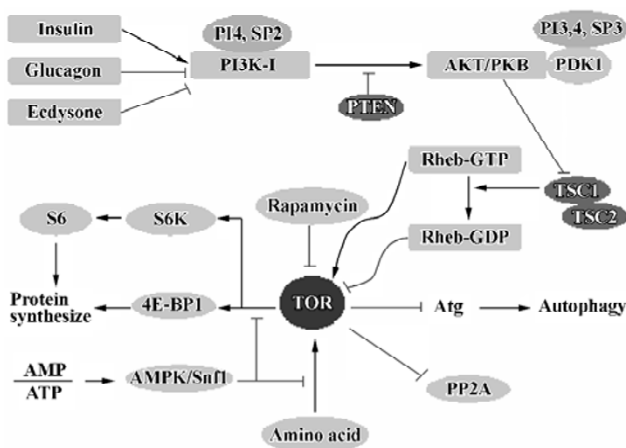 Insulin
Glucagon
Ecdysone
PI4, SP2
PI3K-I
PTEN
AKT/PKB
PI3,4, SP3
PDK1
Rheb-GTP
TSC1
TSC2
Rheb-GDP
S6
S6K
Rapamycin
Protein
synthesize
4E-BP1
TOR
Atg
Autophagy
AMP
ATP
AMPK/Snf1
PP2A
Amino acid